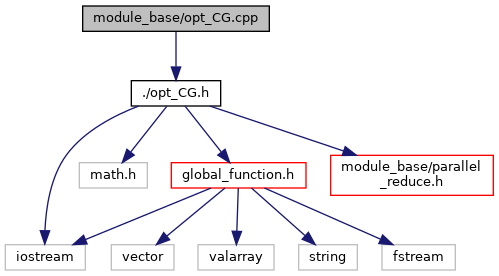 module_base/opt_CG.cpp
./opt_CG.h
math.h
global_function.h
module_base/parallel
_reduce.h
iostream
vector
valarray
string
fstream